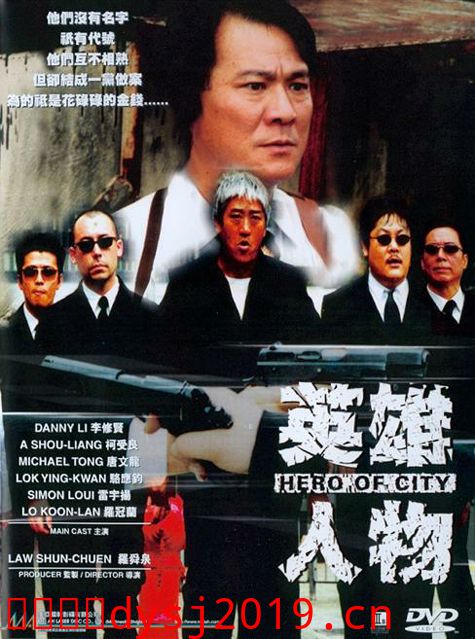 他們沒有名字
祇有代號
他們互不相熟
但卻結成一黨做案
為的祇是花碌碌的金錢......
英雄
HERO OF CITY
人物
DANNY LI 李修賢
A SHOU-LIANG 柯受良
MICHAEL TONG 唐文龍
LOK YING-KWAN 駱應鈞
SIMON LOUI 雷宇揚
LO KOON-LAN 羅冠蘭
MAIN CAST 主演
LAW SHUN-CHUEN 羅舜泉
PRODUCER 監製 / DIRECTOR 導演
dvsj2019.cn
DVD
VIDEO